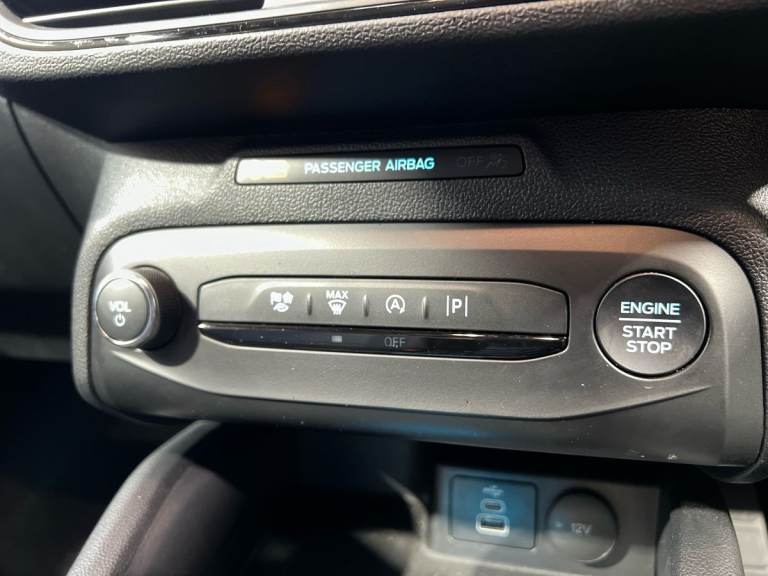 PASSENGER AIRBAG OFF
VOL
MAX
A
P
OFF
ENGINE
START
STOP
12V